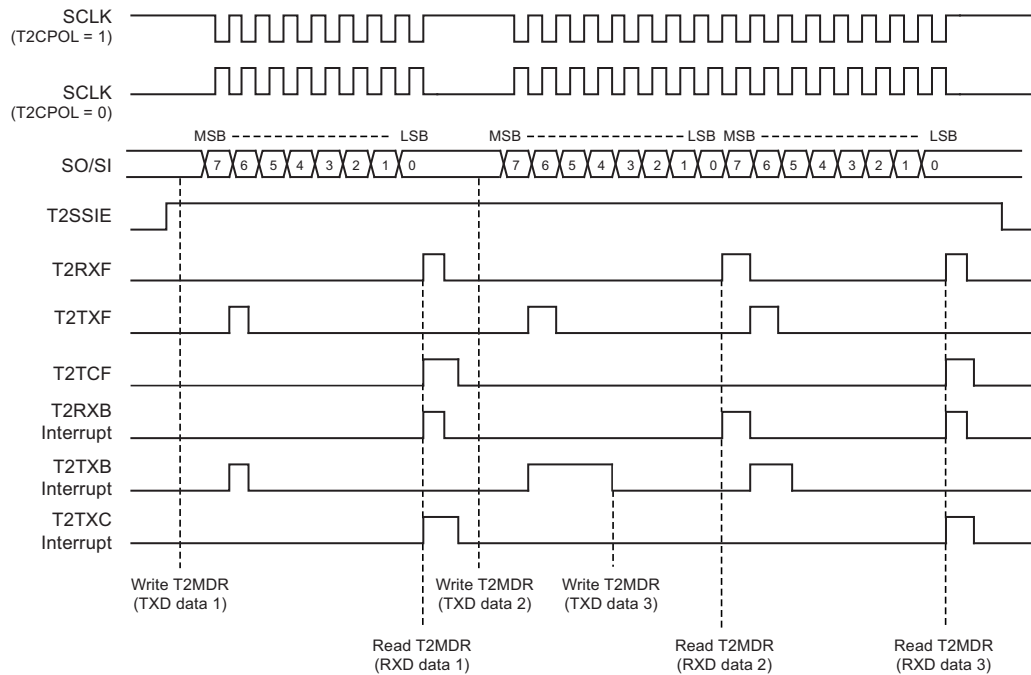 SCLK
(T2CPOL = 1)
SCLK
(T2CPOL = 0)
MSB LSB MSB LSB MSB LSB
SO/SI 7 6 5 4 3 2 1 0 7 6 5 4 3 2 1 0 7 6 5 4 3 2 1 0
T2SSIE
T2RXF
T2TXF
T2TCF
T2RXB
Interrupt
T2TXB
Interrupt
T2TXC
Interrupt
Write T2MDR
(TXD data 1)
Write T2MDR
(TXD data 2)
Write T2MDR
(TXD data 3)
Read T2MDR
(RXD data 1)
Read T2MDR
(RXD data 2)
Read T2MDR
(RXD data 3)